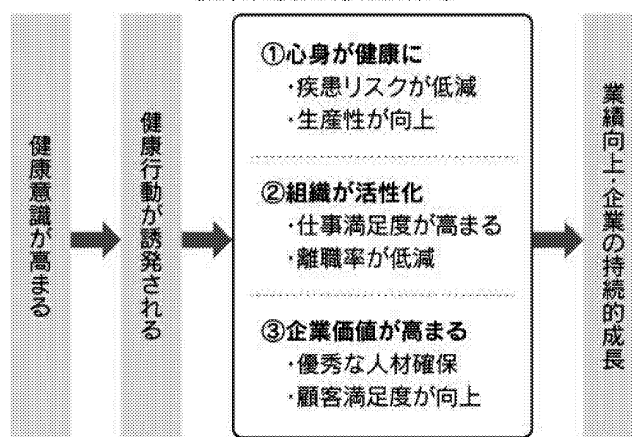 健康意識が高まる
健康行動が誘発される
①心身が健康に
・疾患リスクが低減
・生産性が向上
②組織が活性化
・仕事満足度が高まる
・離職率が低減
③企業価値が高まる
・優秀な人材確保
・顧客満足度が向上
業績向上・企業の持続的成長